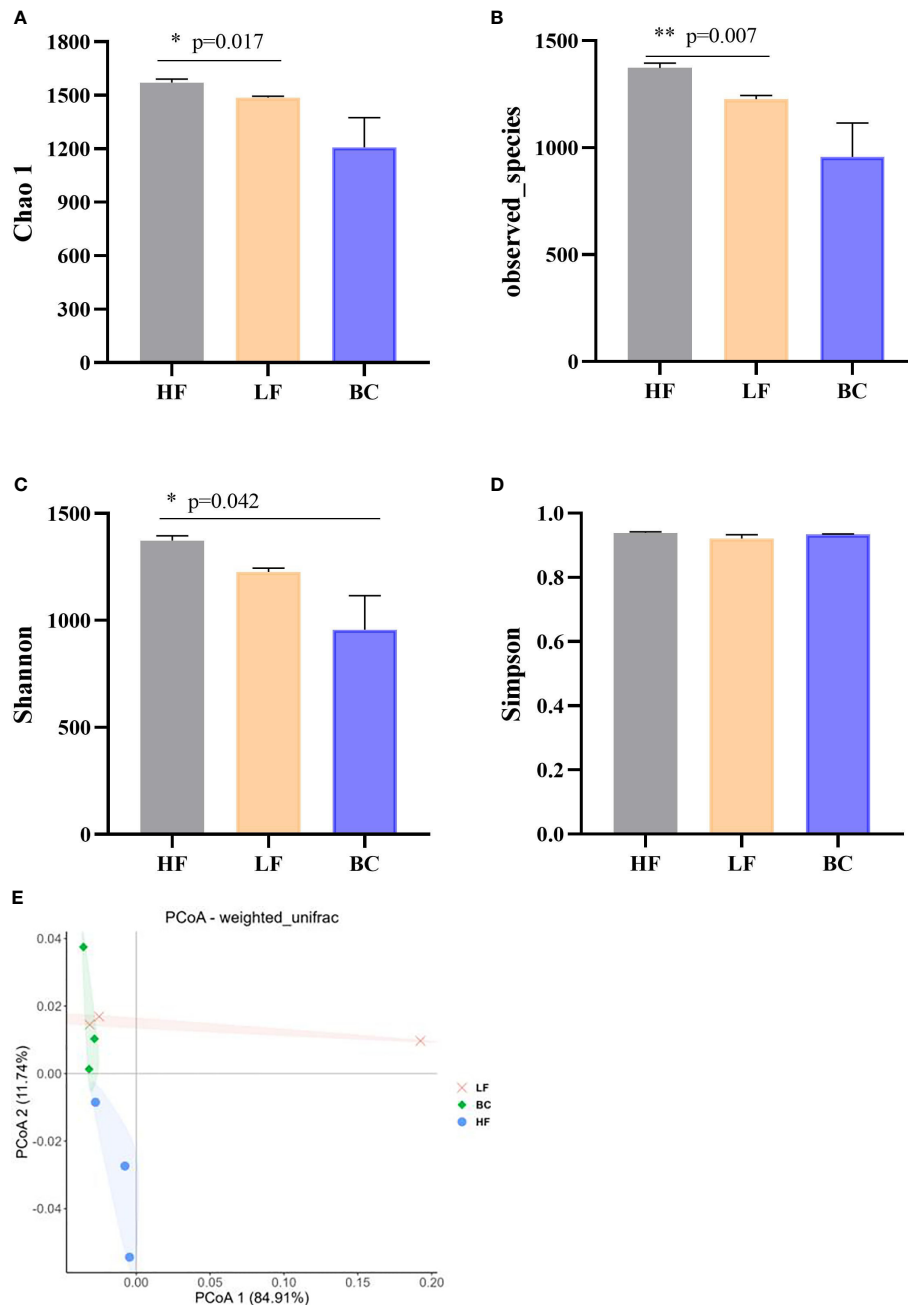 A
* p=0.017
1800
1500
1200
900
600
300
0
Chao 1
HF LF BC
B
** p=0.007
1500
1000
500
0
observed_species
HF LF BC
C
* p=0.042
1500
1000
500
0
Shannon
HF LF BC
D
1.0
0.8
0.6
0.4
0.2
0.0
Simpson
HF LF BC
E
PCoA - weighted_unifrac
0.04
0.02
0.00
-0.02
-0.04
PCoA 2 (11.74%)
0.00 0.05 0.10 0.15 0.20
PCoA 1 (84.91%)
LF
BC
HF